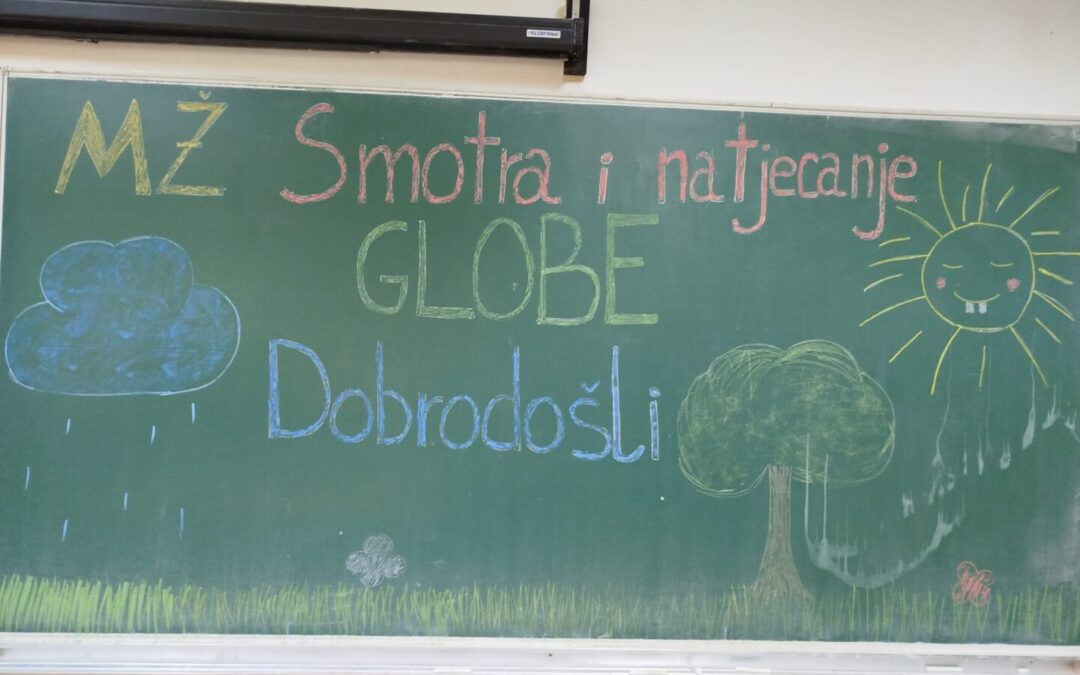 MŽ Smotra i natjecanje
GLOBE
Dobrodošli